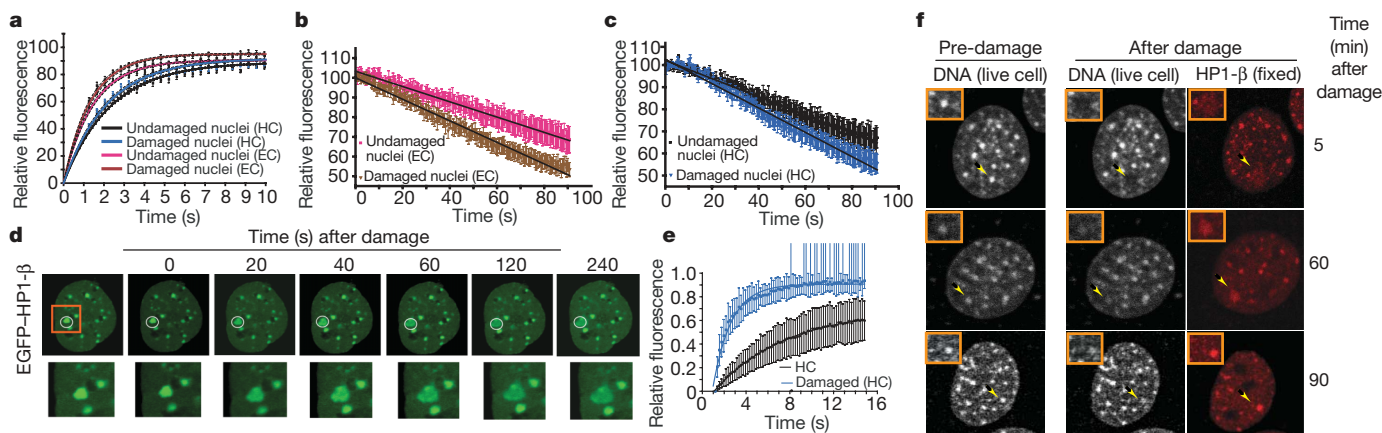 a
Relative fluorescence
100
80
60
40
20
0
Undamaged nuclei (HC)
Damaged nuclei (HC)
Undamaged nuclei (EC)
Damaged nuclei (EC)
0 1 2 3 4 5 6 7 8 9 10
Time (s)
b
Relative fluorescence
110
100
90
80
70
60
50
Undamaged
nuclei (EC)
Damaged nuclei (EC)
0 20 40 60 80 100
Time (s)
c
Relative fluorescence
100
90
80
70
60
50
Undamaged
nuclei (HC)
Damaged nuclei (HC)
0 20 40 60 80 100
Time (s)
d
Time (s) after damage
0 20 40 60 120 240
EGFP–HP1-β
e
Relative fluorescence
1.0
0.8
0.6
0.4
0.2
0
HC
Damaged (HC)
0 4 8 12 16
Time (s)
f
Pre-damage After damage
DNA (live cell) DNA (live cell) HP1-β (fixed)
Time
(min) after
damage
5
60
90